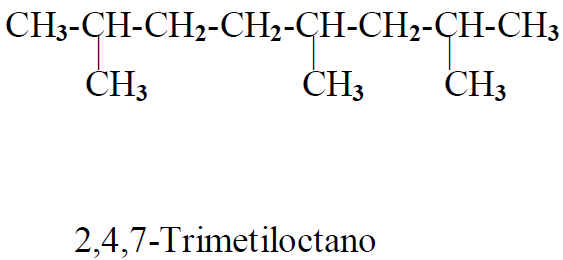 CH₃-CH-CH₂-CH₂-CH-CH₂-CH-CH₃
CH₃ CH₃ CH₃
2,4,7-Trimetiloctano